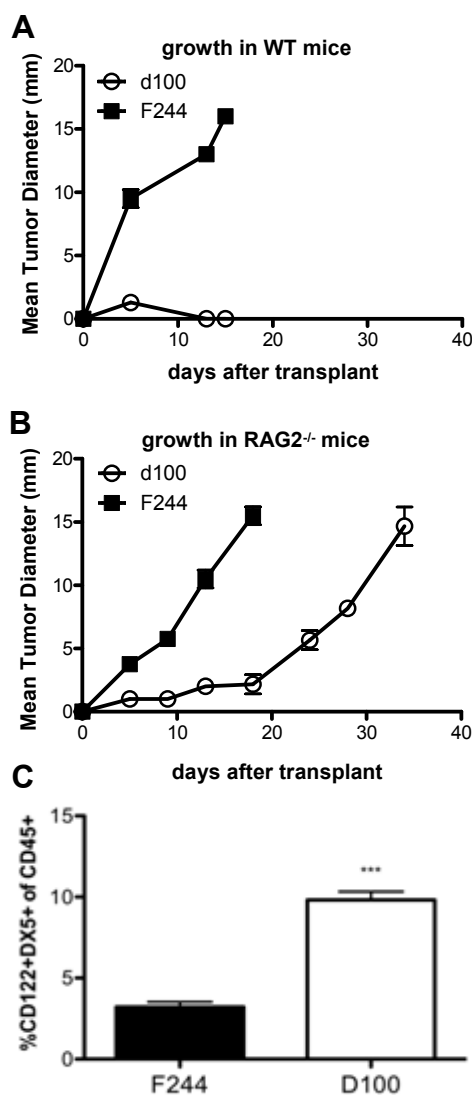 A
growth in WT mice
d100
F244
Mean Tumor Diameter (mm)
20
15
10
5
0
0 10 20 30 40
days after transplant
B
growth in RAG2-/- mice
d100
F244
Mean Tumor Diameter (mm)
20
15
10
5
0
0 10 20 30 40
days after transplant
C
%CD122+DX5+ of CD45+
15
10
5
0
***
F244 D100